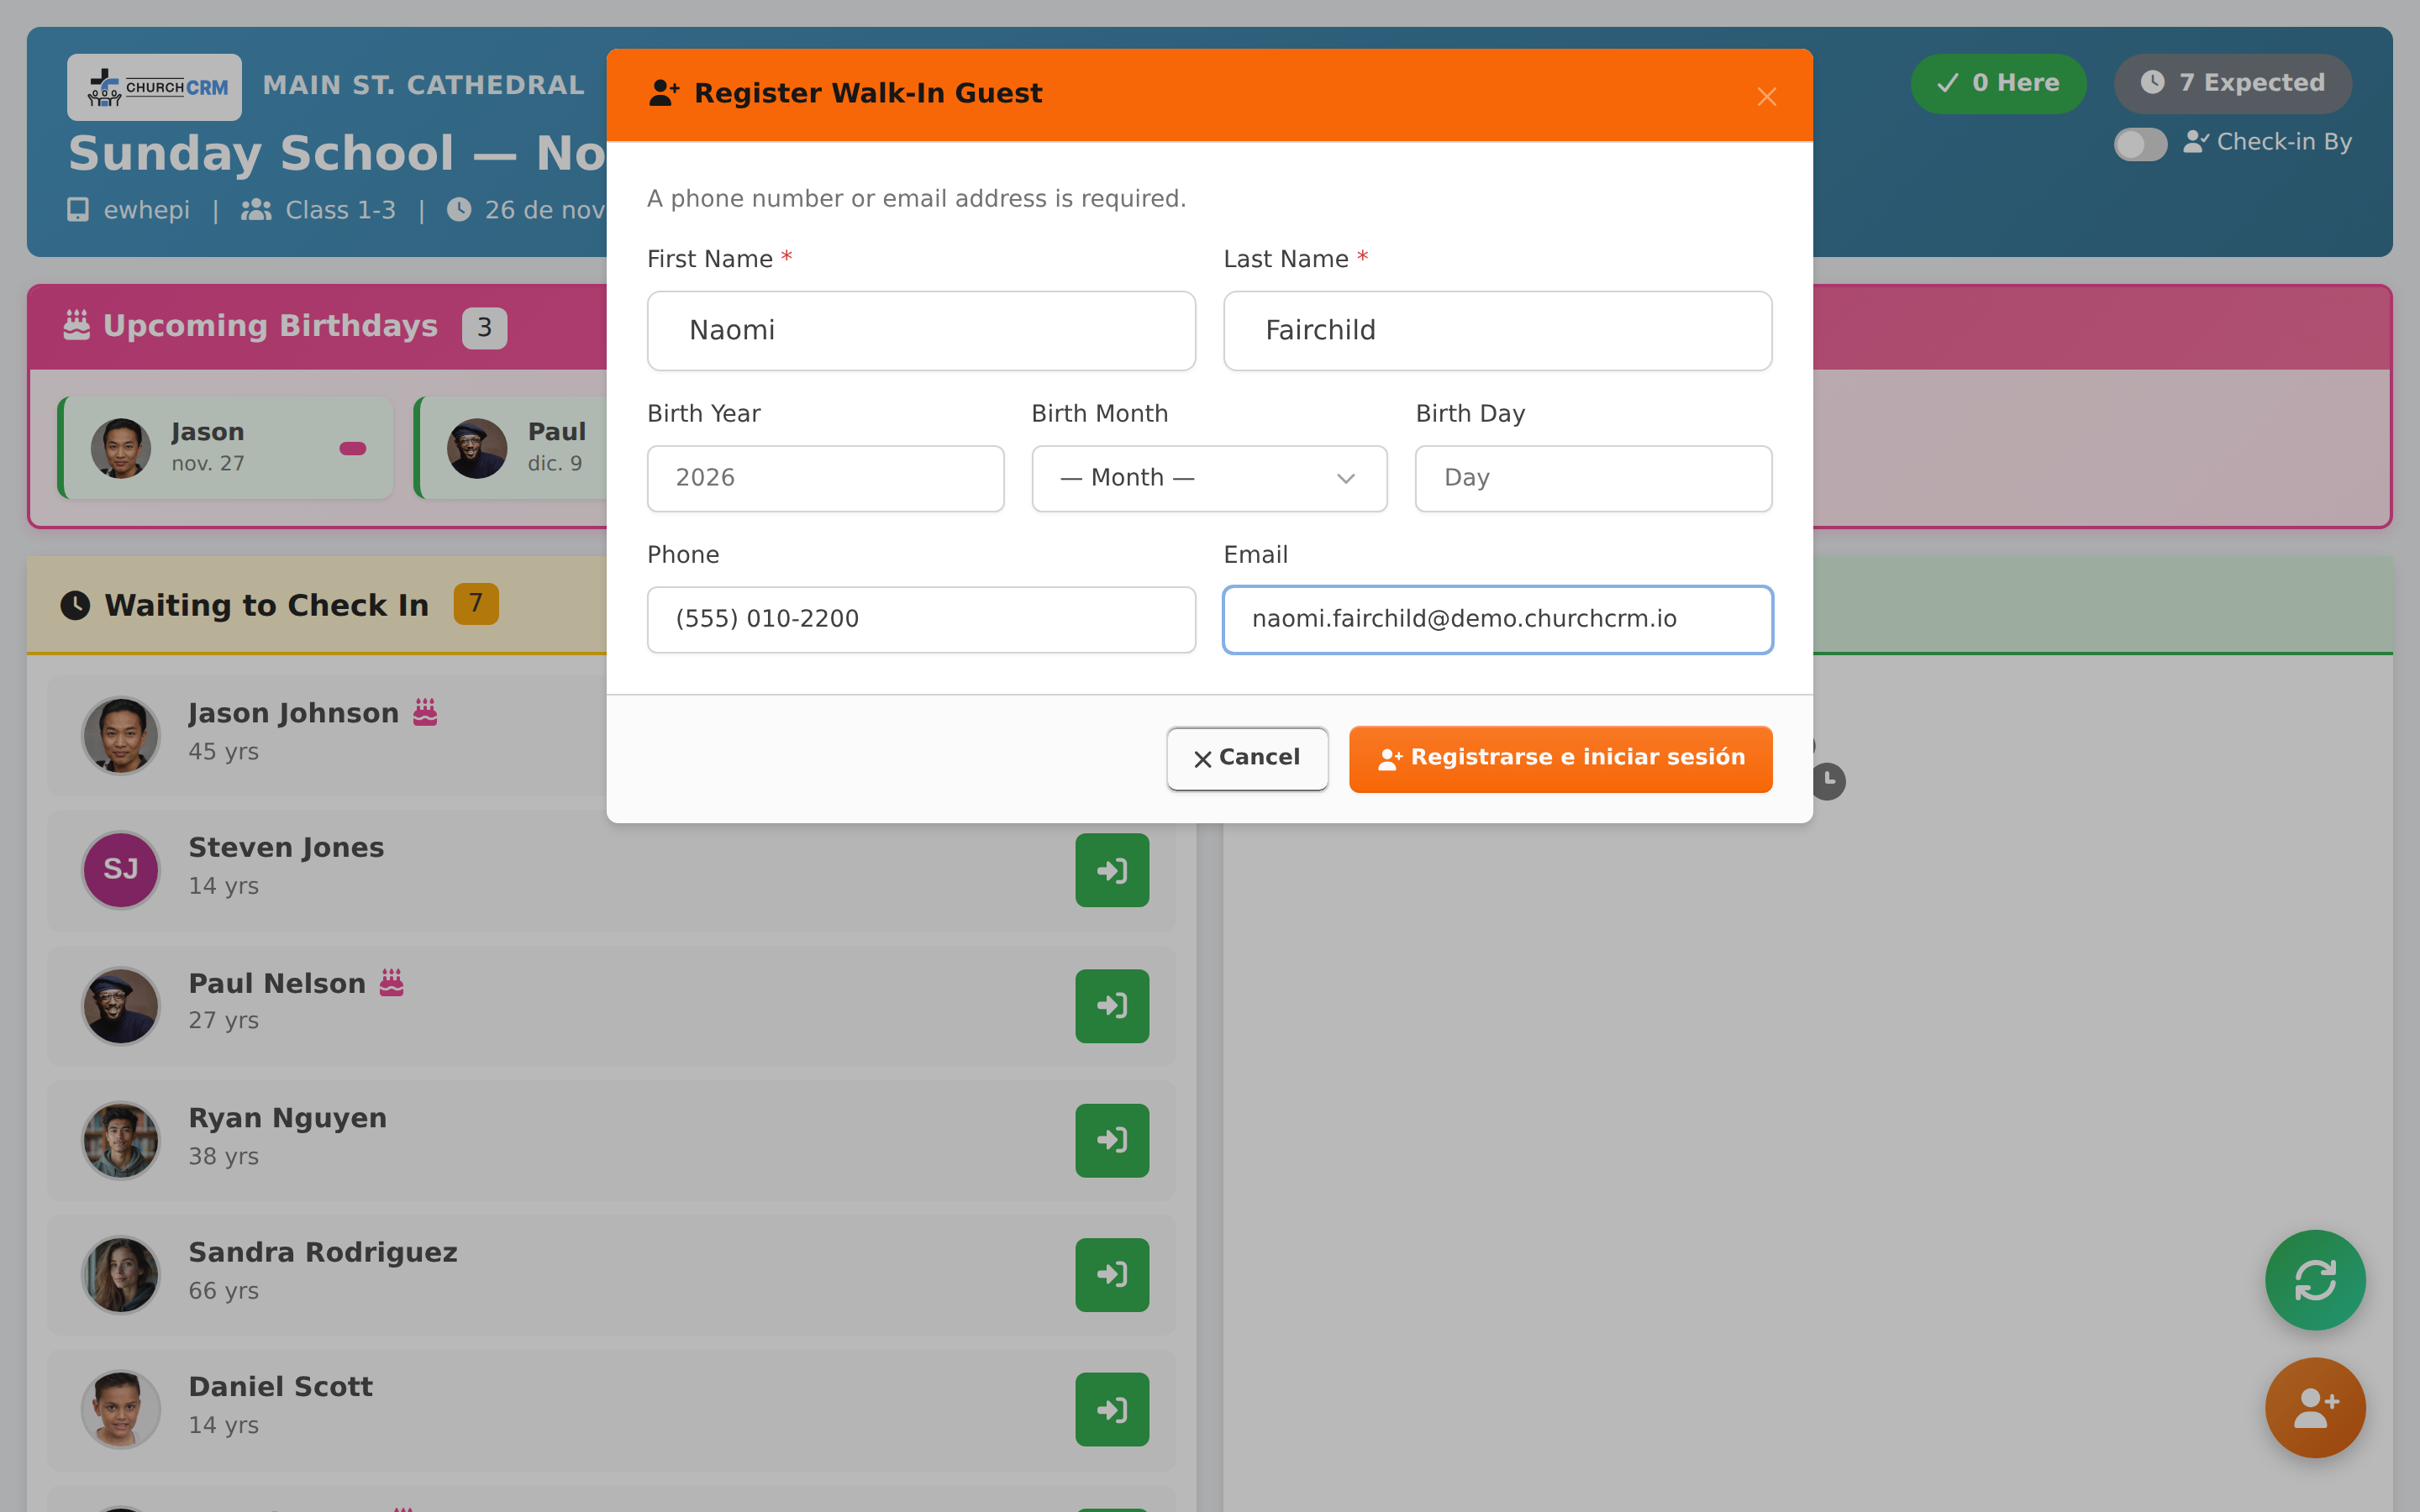 CHURCHCRM MAIN ST. CATHEDRAL
Sunday School — No
ewhepi | Class 1-3 | 26 de nov
0 Here
7 Expected
Check-in By
Upcoming Birthdays 3
Jason
nov. 27
Paul
dic. 9
Waiting to Check In 7
Jason Johnson
45 yrs
SJ
Steven Jones
14 yrs
Paul Nelson
27 yrs
Ryan Nguyen
38 yrs
Sandra Rodriguez
66 yrs
Daniel Scott
14 yrs
Register Walk-In Guest
A phone number or email address is required.
First Name *
Last Name *
Naomi
Fairchild
Birth Year
Birth Month
Birth Day
2026
— Month —
Day
Phone
Email
(555) 010-2200
naomi.fairchild@demo.churchcrm.io
Cancel
Registrarse e iniciar sesión